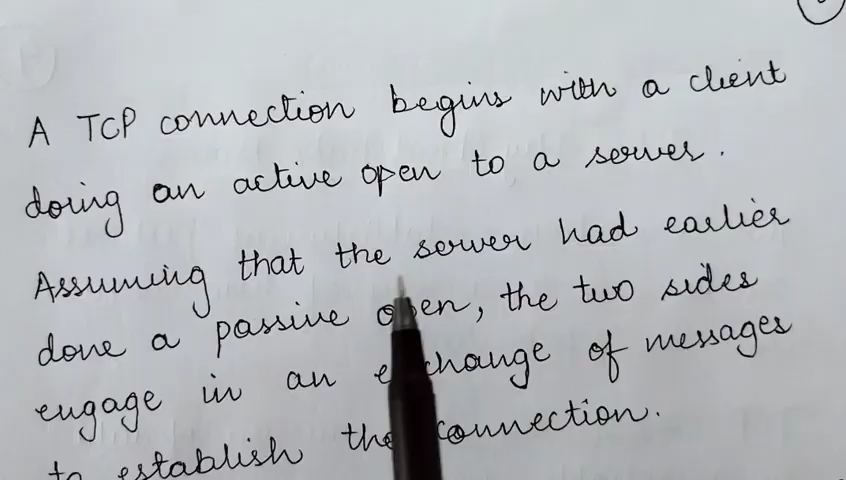 A TCP connection begins with a client
doing an active open to a server.
Assuming that the server had earlier
done a passive open, the two sides
engage in an exchange of messages
to establish the connection.